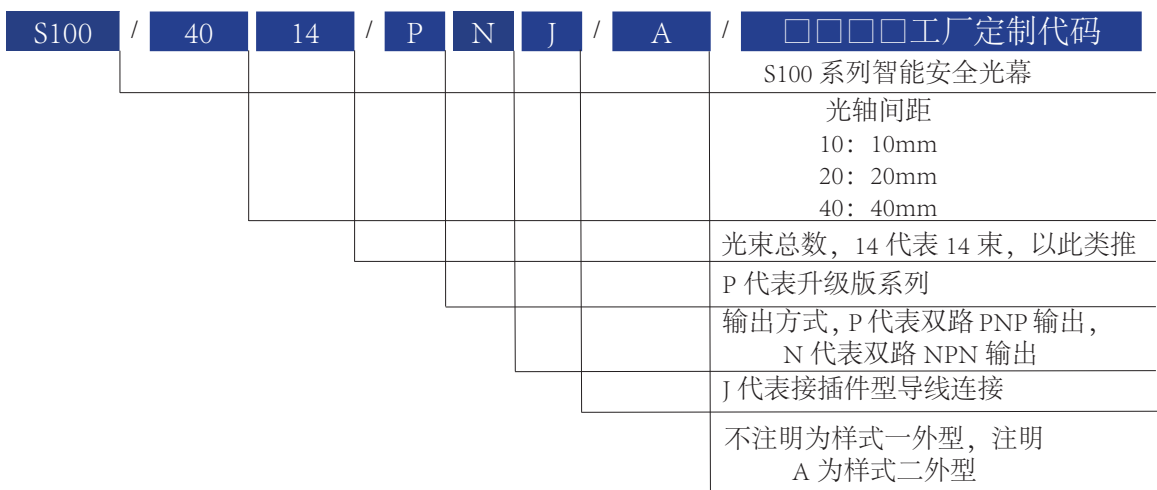 S100 / 40 14 / P N J / A / □□□□工厂定制代码
S100 系列智能安全光幕
光轴间距
10：10mm
20：20mm
40：40mm
光束总数，14 代表 14 束，以此类推
P 代表升级版系列
输出方式，P 代表双路 PNP 输出，
N 代表双路 NPN 输出
J 代表接插件型导线连接
不注明为样式一外型，注明
A 为样式二外型